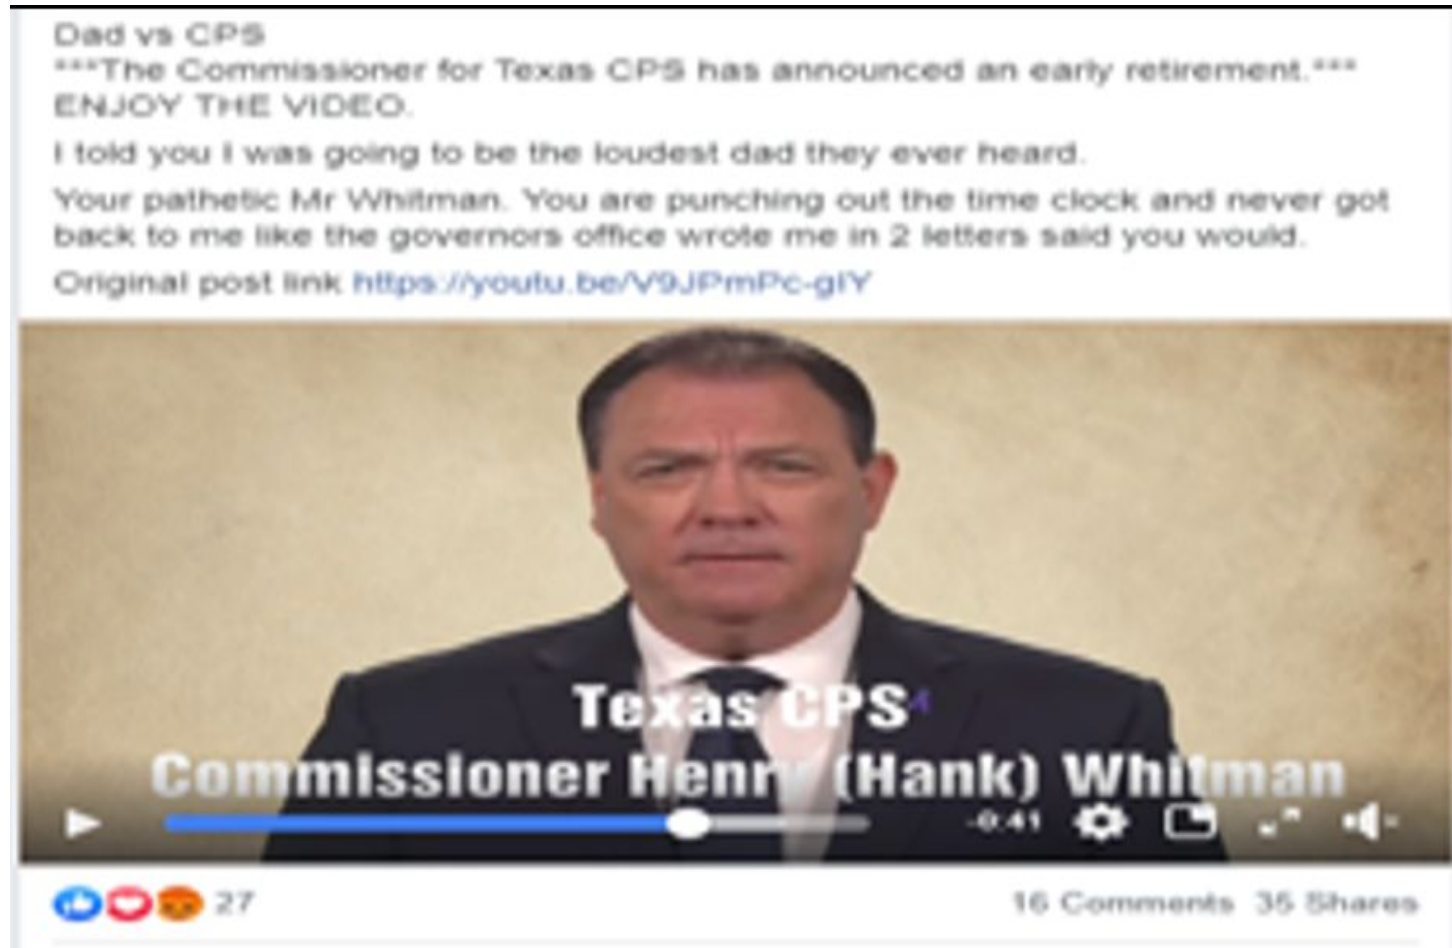 Dad vs CPS
***The Commissioner for Texas CPS has announced an early retirement.***
ENJOY THE VIDEO.
I told you I was going to be the loudest dad they ever heard.
Your pathetic Mr Whitman. You are punching out the time clock and never got
back to me like the governors office wrote me in 2 letters said you would.
Original post link https://youtu.be/V9JPmPc-gIY
Texas CPS
Commissioner Henry (Hank) Whitman
-0:41
27
16 Comments 35 Shares